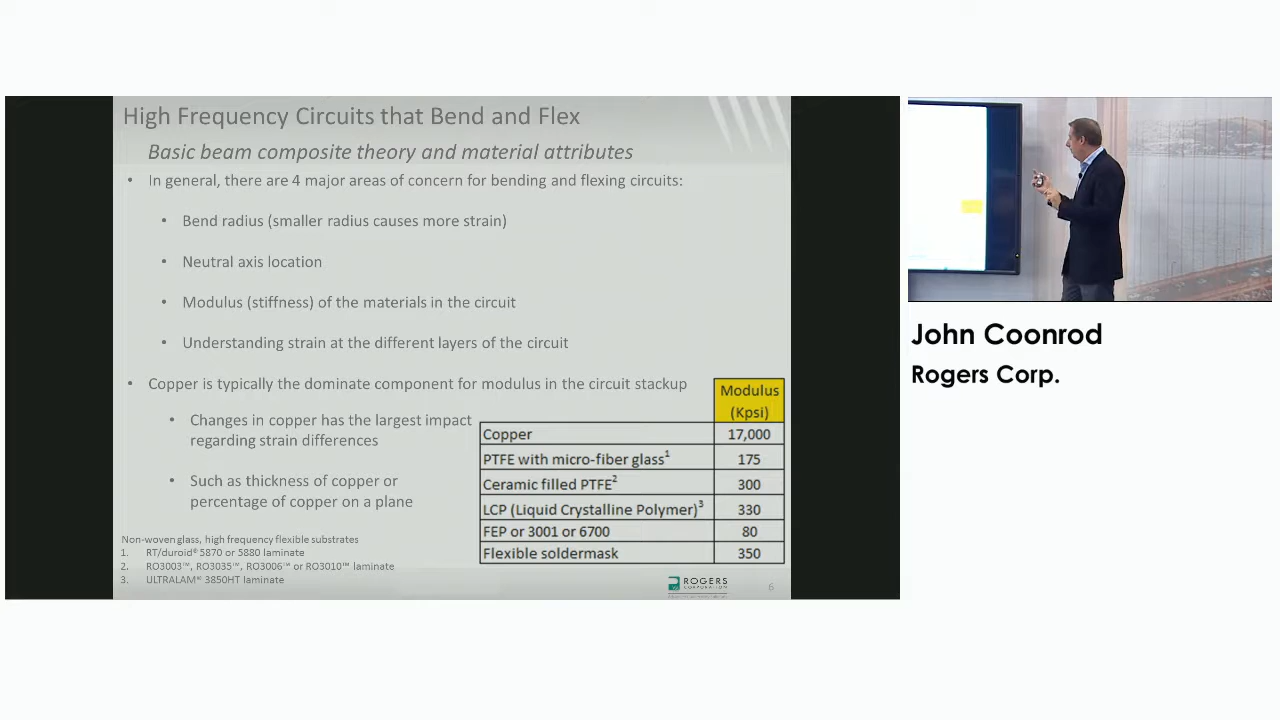 High Frequency Circuits that Bend and Flex
Basic beam composite theory and material attributes
• In general, there are 4 major areas of concern for bending and flexing circuits:
• Bend radius (smaller radius causes more strain)
• Neutral axis location
• Modulus (stiffness) of the materials in the circuit
• Understanding strain at the different layers of the circuit
• Copper is typically the dominate component for modulus in the circuit stackup
• Changes in copper has the largest impact
regarding strain differences
• Such as thickness of copper or
percentage of copper on a plane
Modulus
(Kpsi)
Copper 17,000
PTFE with micro-fiber glass1 175
Ceramic filled PTFE2 300
LCP (Liquid Crystalline Polymer)3 330
FEP or 3001 or 6700 80
Flexible soldermask 350
Non-woven glass, high frequency flexible substrates
1. RT/duroid® 5870 or 5880 laminate
2. RO3003™, RO3035™, RO3006™ or RO3010™ laminate
3. ULTRALAM® 3850HT laminate
ROGERS
CORPORATION
6
John Coonrod
Rogers Corp.